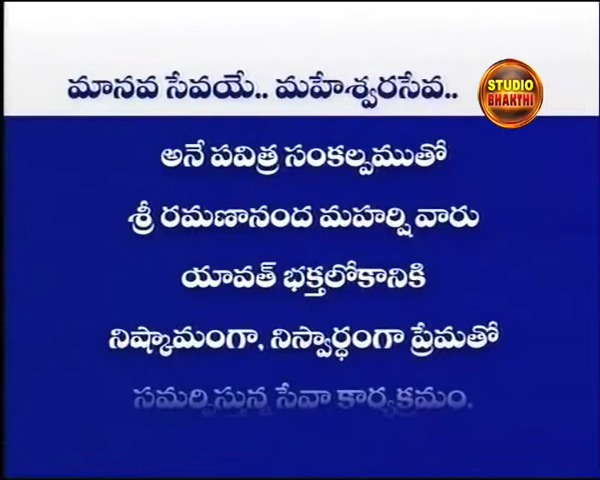 మానవ సేవయే.. మహేశ్వరసేవ..
STUDIO
BHAKTHI
అనే పవిత్ర సంకల్పముతో
శ్రీ రమణానంద మహర్షి వారు
యావత్ భక్తలోకానికి
నిష్కామంగా, నిస్వార్థంగా ప్రేమతో
సమర్పిస్తున్న సేవా కార్యక్రమం.